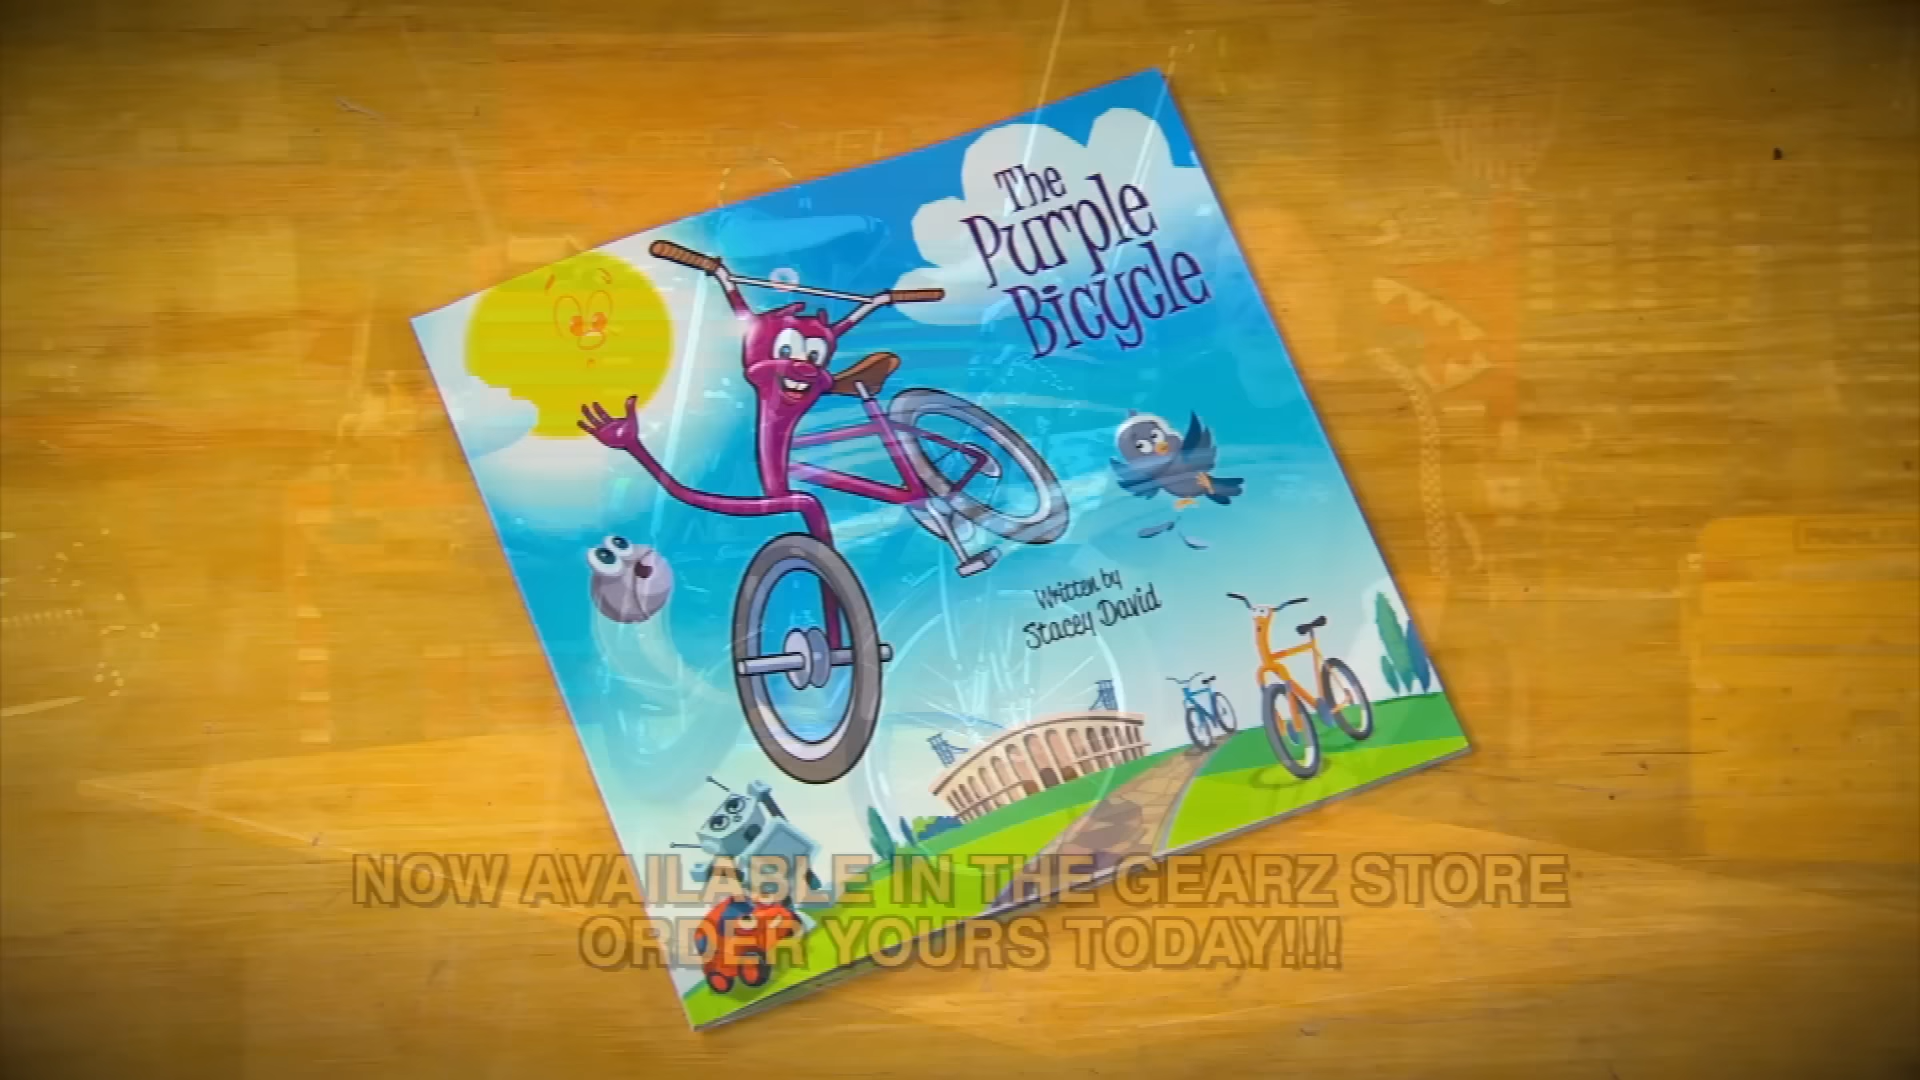 The
Purple
Bicycle
Written by
Stacey David
NOW AVAILABLE IN THE GEARZ STORE
ORDER YOURS TODAY!!!